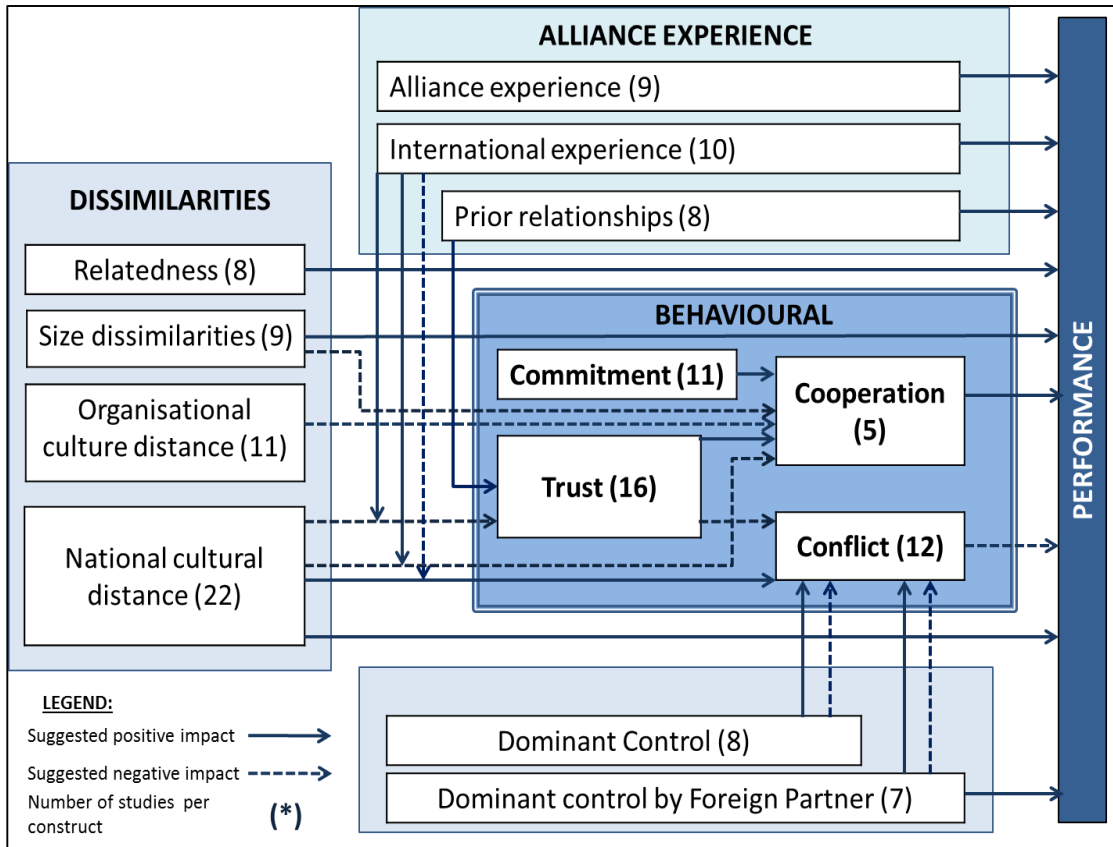 ALLIANCE EXPERIENCE
Alliance experience (9)
International experience (10)
Prior relationships (8)
DISSIMILARITIES
Relatedness (8)
Size dissimilarities (9)
Organisational
culture distance (11)
National cultural
distance (22)
BEHAVIOURAL
Commitment (11)
Cooperation
(5)
Trust (16)
Conflict (12)
PERFORMANCE
Dominant Control (8)
Dominant control by Foreign Partner (7)
LEGEND:
Suggested positive impact
Suggested negative impact
Number of studies per
construct
(*)